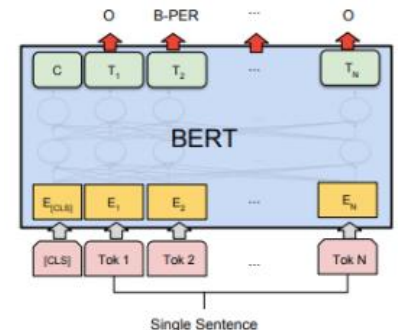 O B-PER ... O
C T1 T2 ... TN
BERT
E[CLS] E1 E2 ... EN
[CLS] Tok 1 Tok 2 ... Tok N
Single Sentence